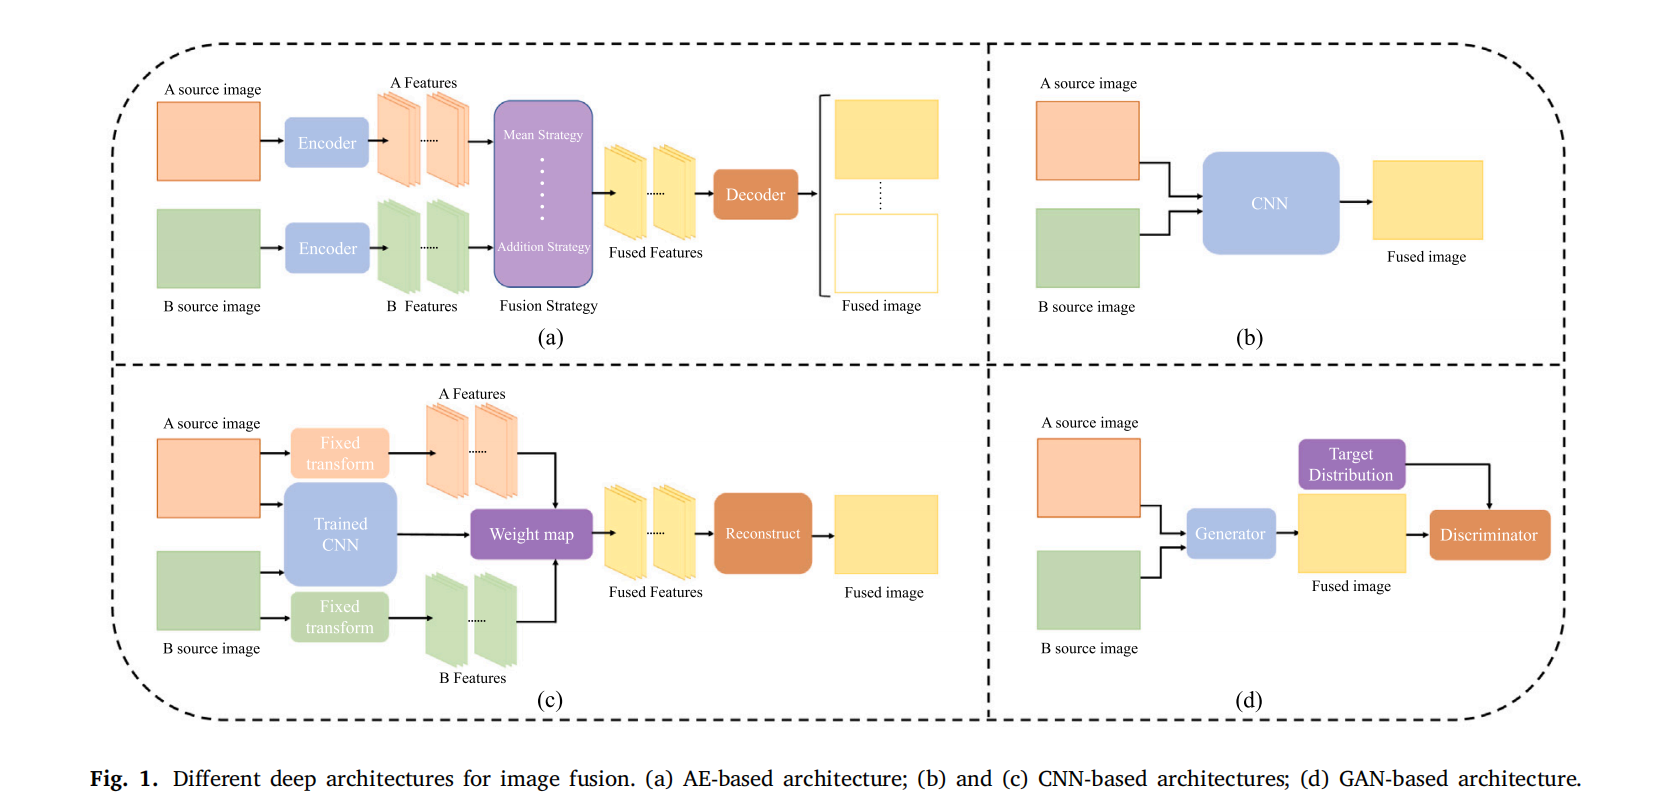 A source image
A Features
Encoder
Mean Strategy
Encoder
Addition Strategy
B source image
B Features
Fusion Strategy
Fused Features
Decoder
Fused image
(a)
A source image
CNN
B source image
Fused image
(b)
A source image
A Features
Fixed
transform
Trained
CNN
Weight map
Fixed
transform
B source image
B Features
Fused Features
Reconstruct
Fused image
(c)
A source image
Target
Distribution
Generator
Discriminator
Fused image
B source image
(d)
Fig. 1. Different deep architectures for image fusion. (a) AE-based architecture; (b) and (c) CNN-based architectures; (d) GAN-based architecture.